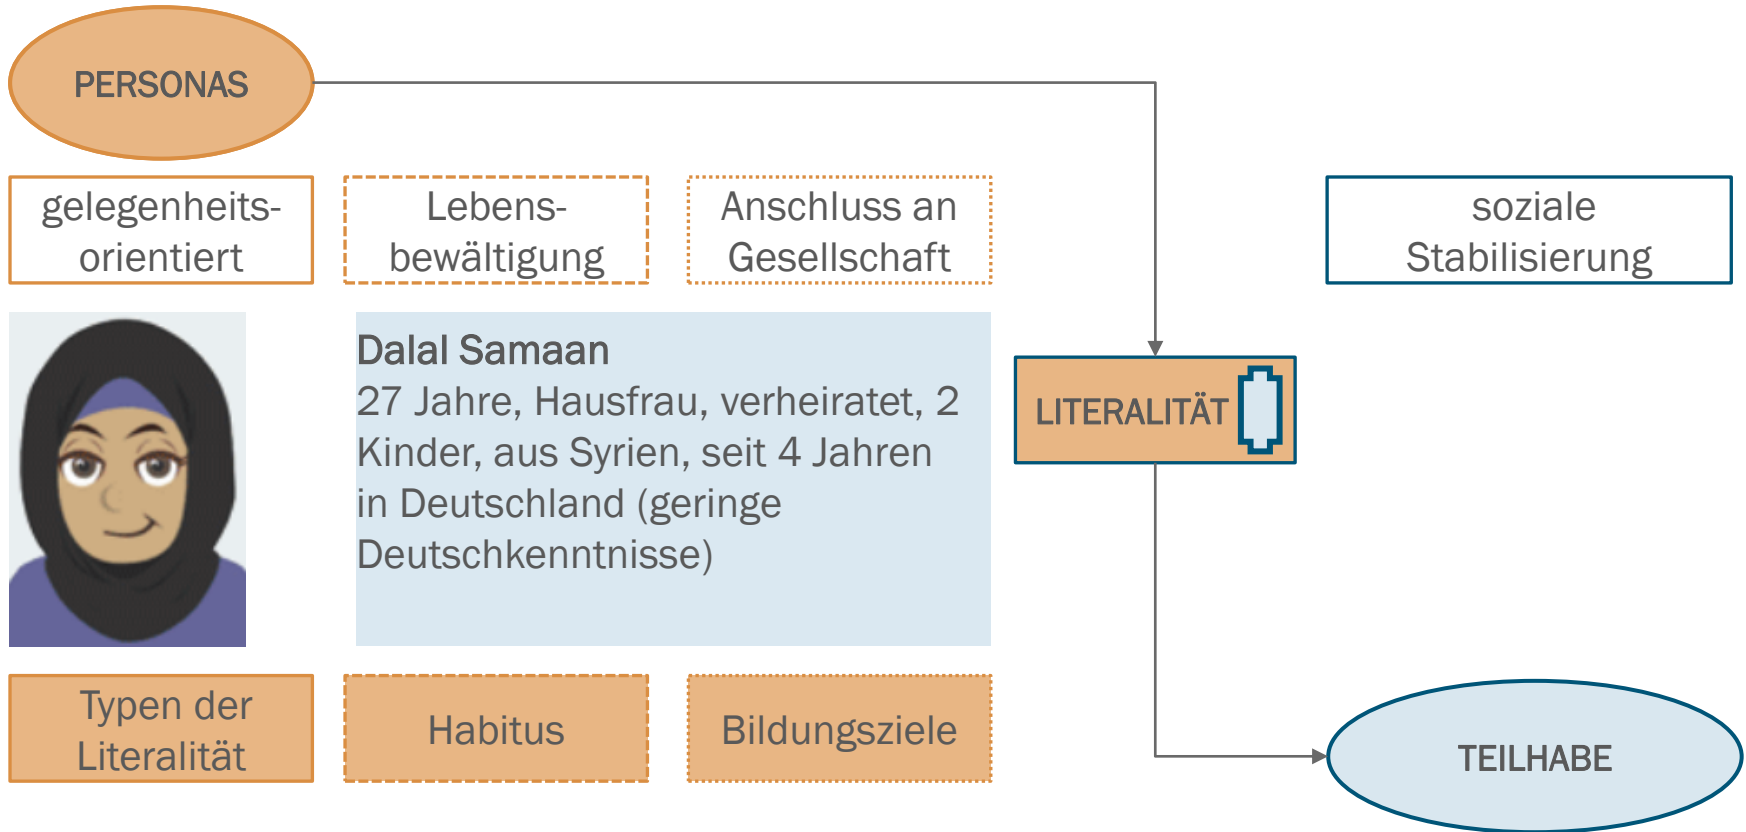 PERSONAS
gelegenheits-
orientiert
Lebens-
bewältigung
Anschluss an
Gesellschaft
soziale
Stabilisierung
Dalal Samaan
27 Jahre, Hausfrau, verheiratet, 2
Kinder, aus Syrien, seit 4 Jahren
in Deutschland (geringe
Deutschkenntnisse)
LITERALITÄT
Typen der
Literalität
Habitus
Bildungsziele
TEILHABE